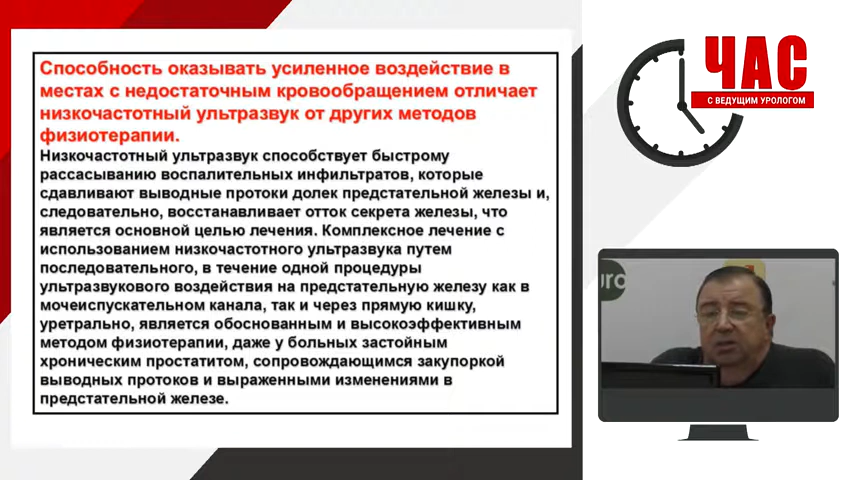 Способность оказывать усиленное воздействие в
местах с недостаточным кровообращением отличает
низкочастотный ультразвук от других методов
физиотерапии.
Низкочастотный ультразвук способствует быстрому
рассасыванию воспалительных инфильтратов, которые
сдавливают выводные протоки долек предстательной железы и,
следовательно, восстанавливает отток секрета железы, что
является основной целью лечения. Комплексное лечение с
использованием низкочастотного ультразвука путем
последовательного, в течение одной процедуры
ультразвукового воздействия на предстательную железу как в
мочеиспускательном канала, так и через прямую кишку,
уретрально, является обоснованным и высокоэффективным
методом физиотерапии, даже у больных застойным
хроническим простатитом, сопровождающимся закупоркой
выводных протоков и выраженными изменениями в
предстательной железе.
ЧАС
С ВЕДУЩИМ УРОЛОГОМ
uro